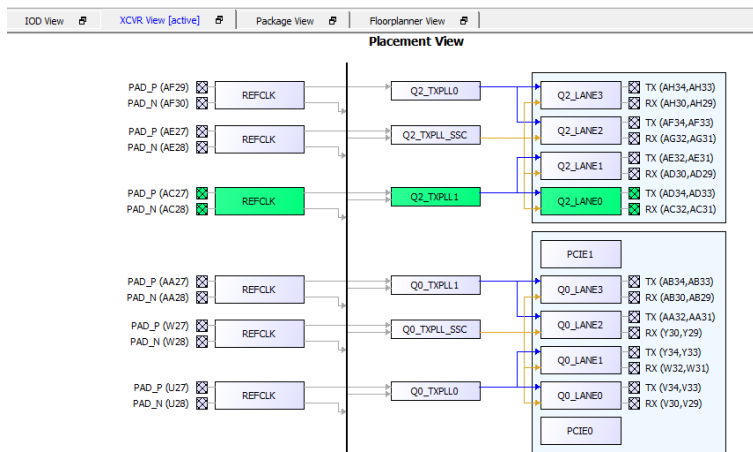 IOD View
XCVR View [active]
Package View
Floorplanner View
Placement View
PAD_P (AF29)
PAD_N (AF30)
REFCLK
Q2_TXPLL0
Q2_LANE3
TX (AH34,AH33)
RX (AH30,AH29)
PAD_P (AE27)
PAD_N (AE28)
REFCLK
Q2_TXPLL_SSC
Q2_LANE2
TX (AF34,AF33)
RX (AG32,AG31)
Q2_LANE1
TX (AE32,AE31)
RX (AD30,AD29)
PAD_P (AC27)
PAD_N (AC28)
REFCLK
Q2_TXPLL1
Q2_LANE0
TX (AD34,AD33)
RX (AC32,AC31)
PCIE1
PAD_P (AA27)
PAD_N (AA28)
REFCLK
Q0_TXPLL1
Q0_LANE3
TX (AB34,AB33)
RX (AB30,AB29)
PAD_P (W27)
PAD_N (W28)
REFCLK
Q0_TXPLL_SSC
Q0_LANE2
TX (AA32,AA31)
RX (Y30,Y29)
Q0_LANE1
TX (Y34,Y33)
RX (W32,W31)
PAD_P (U27)
PAD_N (U28)
REFCLK
Q0_TXPLL0
Q0_LANE0
TX (V34,V33)
RX (V30,V29)
PCIE0